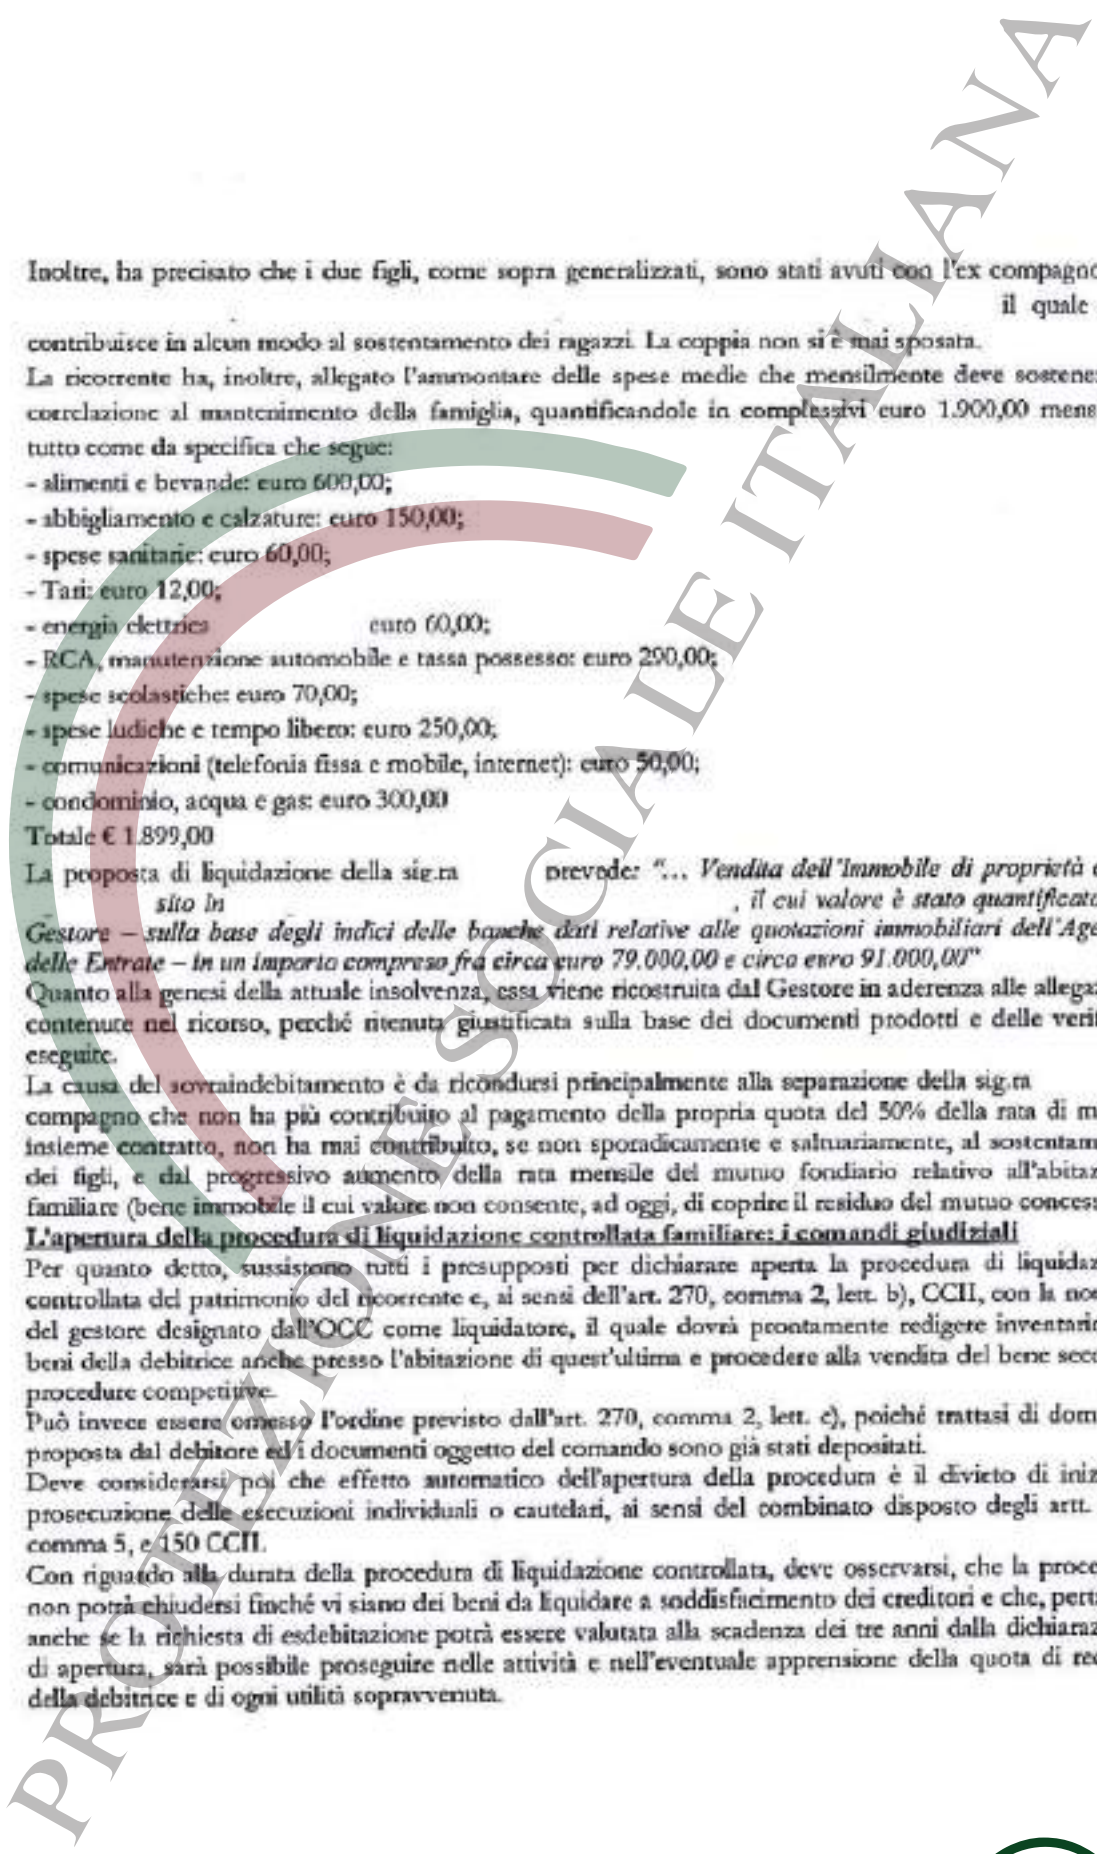 Inoltre, ha precisato che i due figli, come sopra generalizzati, sono stati avuti con l'ex compagno
il quale
contribuisce in alcun modo al sostentamento dei ragazzi. La coppia non si è mai sposata.
La ricorrente ha, inoltre, allegato l'ammontare delle spese medie che mensilmente deve sostene
correlazione al mantenimento della famiglia, quantificandole in complessivi euro 1.900,00 mens
tutto come da specifica che segue:
- alimenti e bevande: euro 600,00;
- abbigliamento e calzature: euro 150,00;
- spese sanitarie: euro 60,00;
- Tari: euro 12,00;
- energia elettrica euro 60,00;
- RCA, manutenzione automobile e tassa possesso: euro 290,00;
- spese scolastiche: euro 70,00;
- spese ludiche e tempo libero: euro 250,00;
- comunicazioni (telefonia fissa e mobile, internet): euro 50,00;
- condominio, acqua e gas: euro 300,00
Totale € 1.899,00
La proposta di liquidazione della sig.ra prevede: "... Vendita dell'Immobile di proprietà
sito in , il cui valore è stato quantificato
Gestore – sulla base degli indici delle banche dati relative alle quotazioni immobiliari dell'Age
delle Entrate – in un importo compreso fra circa euro 79.000,00 e circa euro 91.000,00"
Quanto alla genesi della attuale insolvenza, essa viene ricostruita dal Gestore in aderenza alle allega
contenute nel ricorso, perché ritenuta giustificata sulla base dei documenti prodotti e delle veri
eseguite.
La causa del sovraindebitamento è da ricondursi principalmente alla separazione della sig.ra
compagno che non ha più contribuito al pagamento della propria quota del 50% della rata di m
insieme contratto, non ha mai contribuito, se non sporadicamente e saltuariamente, al sostentam
dei figli, e dal progressivo aumento della rata mensile del mutuo fondiario relativo all'abitaz
familiare (bene immobile il cui valore non consente, ad oggi, di coprire il residuo del mutuo conces
L'apertura della procedura di liquidazione controllata familiare: i comandi giudiziali
Per quanto detto, sussistono tutti i presupposti per dichiarare aperta la procedura di liquidaz
controllata del patrimonio del ricorrente e, ai sensi dell'art. 270, comma 2, lett. b), CCII, con la no
del gestore designato dall'OCC come liquidatore, il quale dovrà prontamente redigere inventari
beni della debitrice anche presso l'abitazione di quest'ultima e procedere alla vendita del bene seco
procedure competitive.
Può invece essere omesso l'ordine previsto dall'art. 270, comma 2, lett. c), poiché trattasi di dom
proposta dal debitore ed i documenti oggetto del comando sono già stati depositati.
Deve considerarsi poi che effetto automatico dell'apertura della procedura è il divieto di iniz
prosecuzione delle esecuzioni individuali o cautelari, ai sensi del combinato disposto degli artt.
comma 5, e 150 CCII.
Con riguardo alla durata della procedura di liquidazione controllata, deve osservarsi, che la proce
non potrà chiudersi finché vi siano dei beni da liquidare a soddisfacimento dei creditori e che, pert
anche se la richiesta di esdebitazione potrà essere valutata alla scadenza dei tre anni dalla dichiaraz
di apertura, sarà possibile proseguire nelle attività e nell'eventuale apprensione della quota di re
della debitrice e di ogni utilità sopravvenuta.
PROTEZIONE SOCIALE ITALIANA